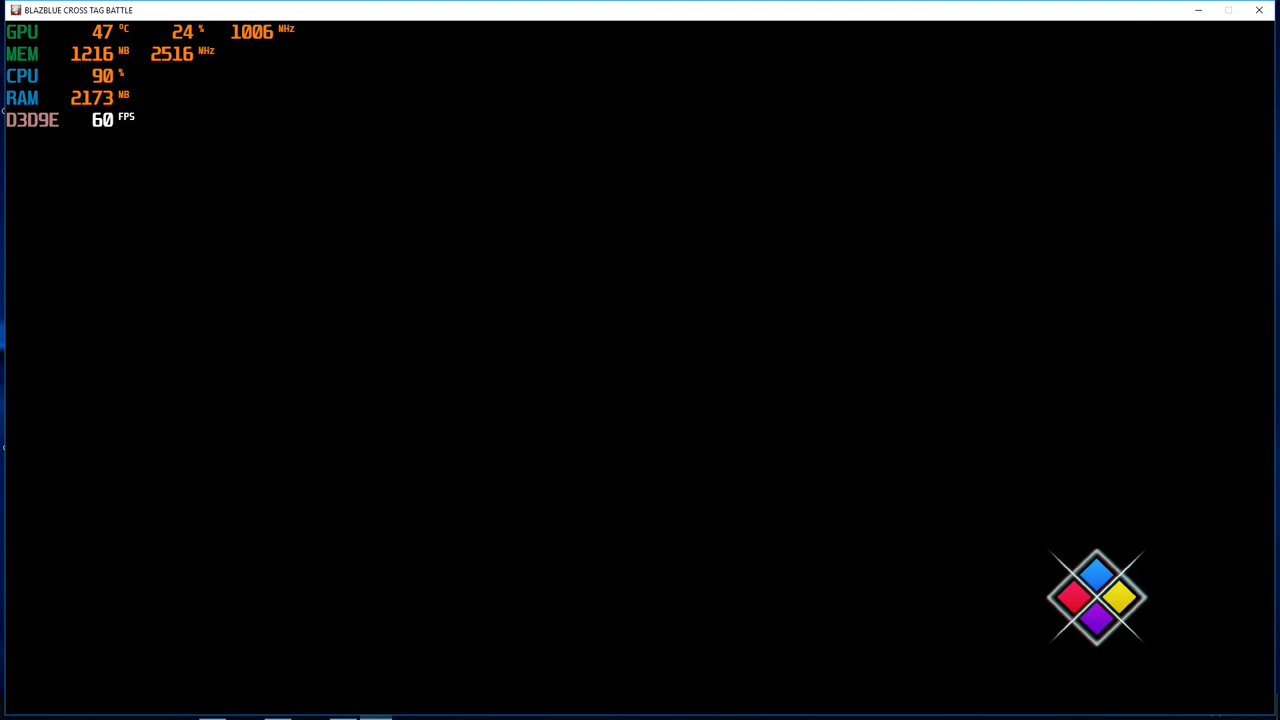 BLAZBLUE CROSS TAG BATTLE
GPU 47 °C 24 % 1006 MHz
MEM 1216 MB 2516 MHz
CPU 90 %
RAM 2173 MB
D3D9E 60 FPS